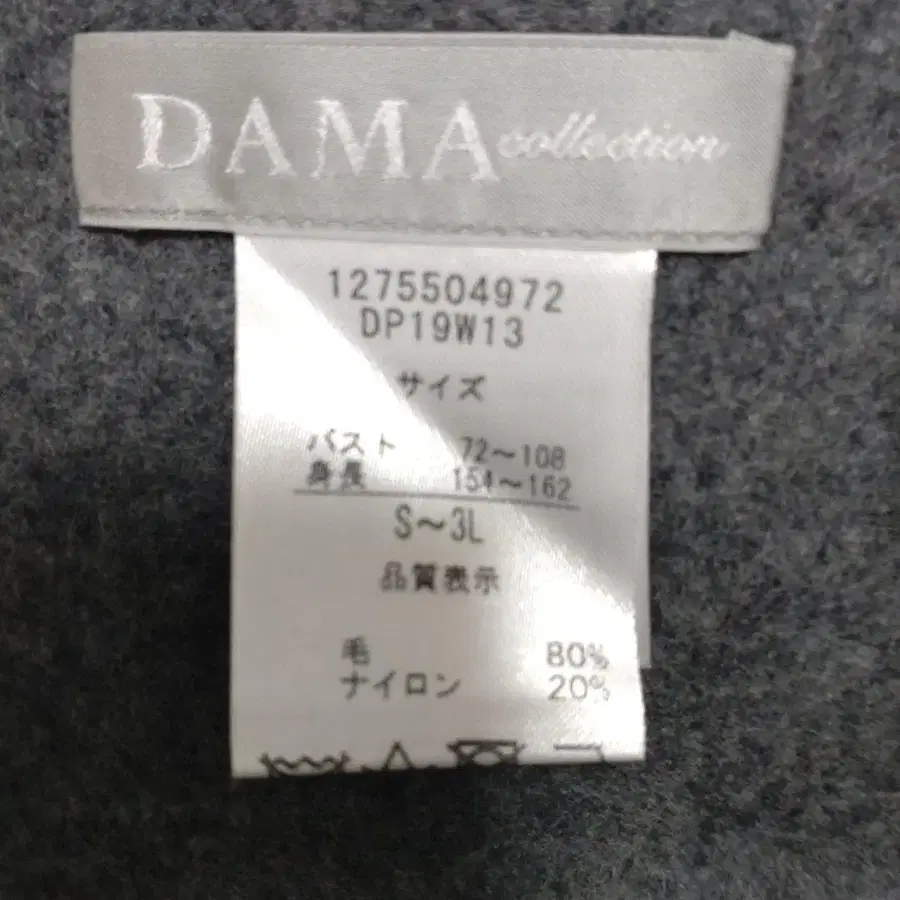 DAMA collection
1275504972
DP19W13
サイズ
バスト 72～108
身長 154～162
S～3L
品質表示
毛 80%
ナイロン 20%